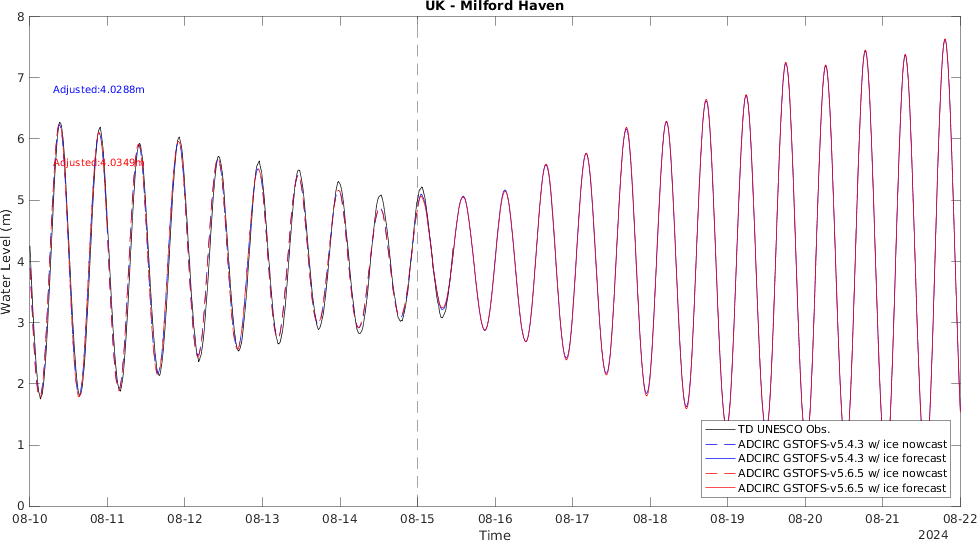 UK - Milford Haven
8
7
6
5
4
3
2
1
0
Water Level (m)
Adjusted:4.0288m
Adjusted:4.0349m
TD UNESCO Obs.
ADCIRC GSTOFS-v5.4.3 w/ ice nowcast
ADCIRC GSTOFS-v5.4.3 w/ ice forecast
ADCIRC GSTOFS-v5.6.5 w/ ice nowcast
ADCIRC GSTOFS-v5.6.5 w/ ice forecast
08-10 08-11 08-12 08-13 08-14 08-15 08-16 08-17 08-18 08-19 08-20 08-21 08-22
Time
2024